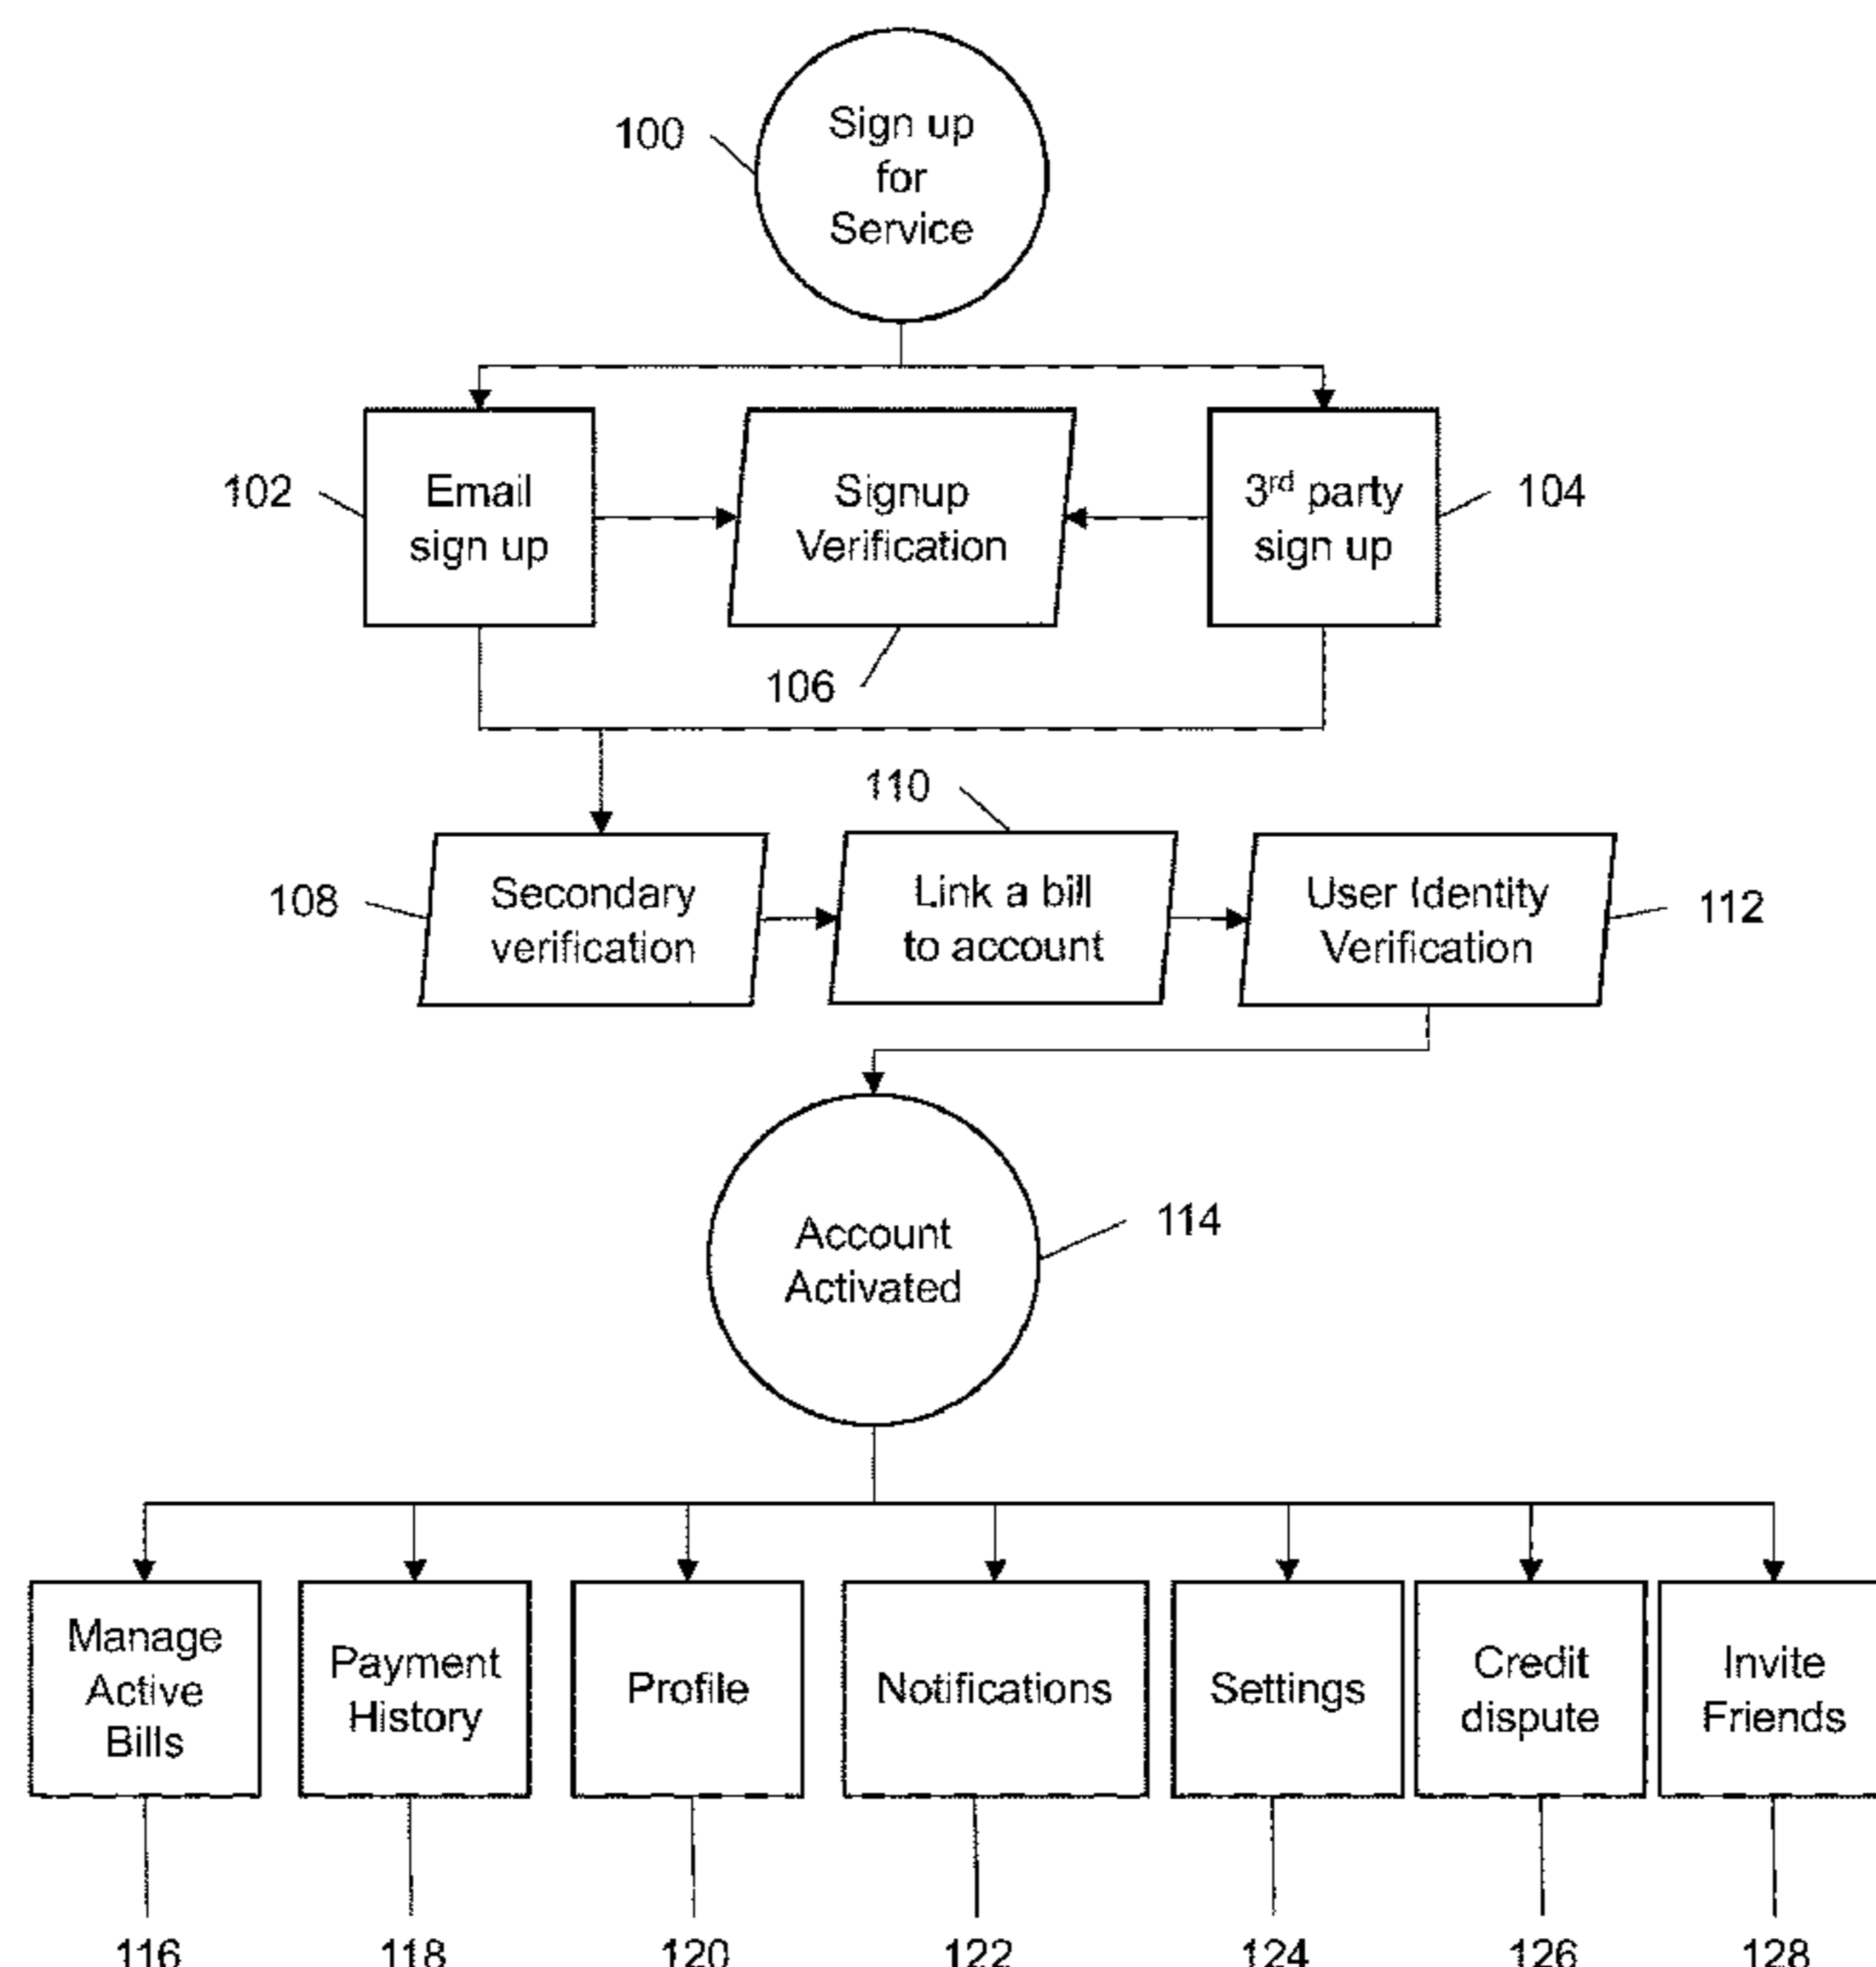 100
Sign up
for
Service
102
Email
sign up
Signup
Verification
3rd party
sign up
104
106
110
108
Secondary
verification
Link a bill
to account
User Identity
Verification
112
Account
Activated
114
Manage
Active
Bills
Payment
History
Profile
Notifications
Settings
Credit
dispute
Invite
Friends
116
118
120
122
124
126
128